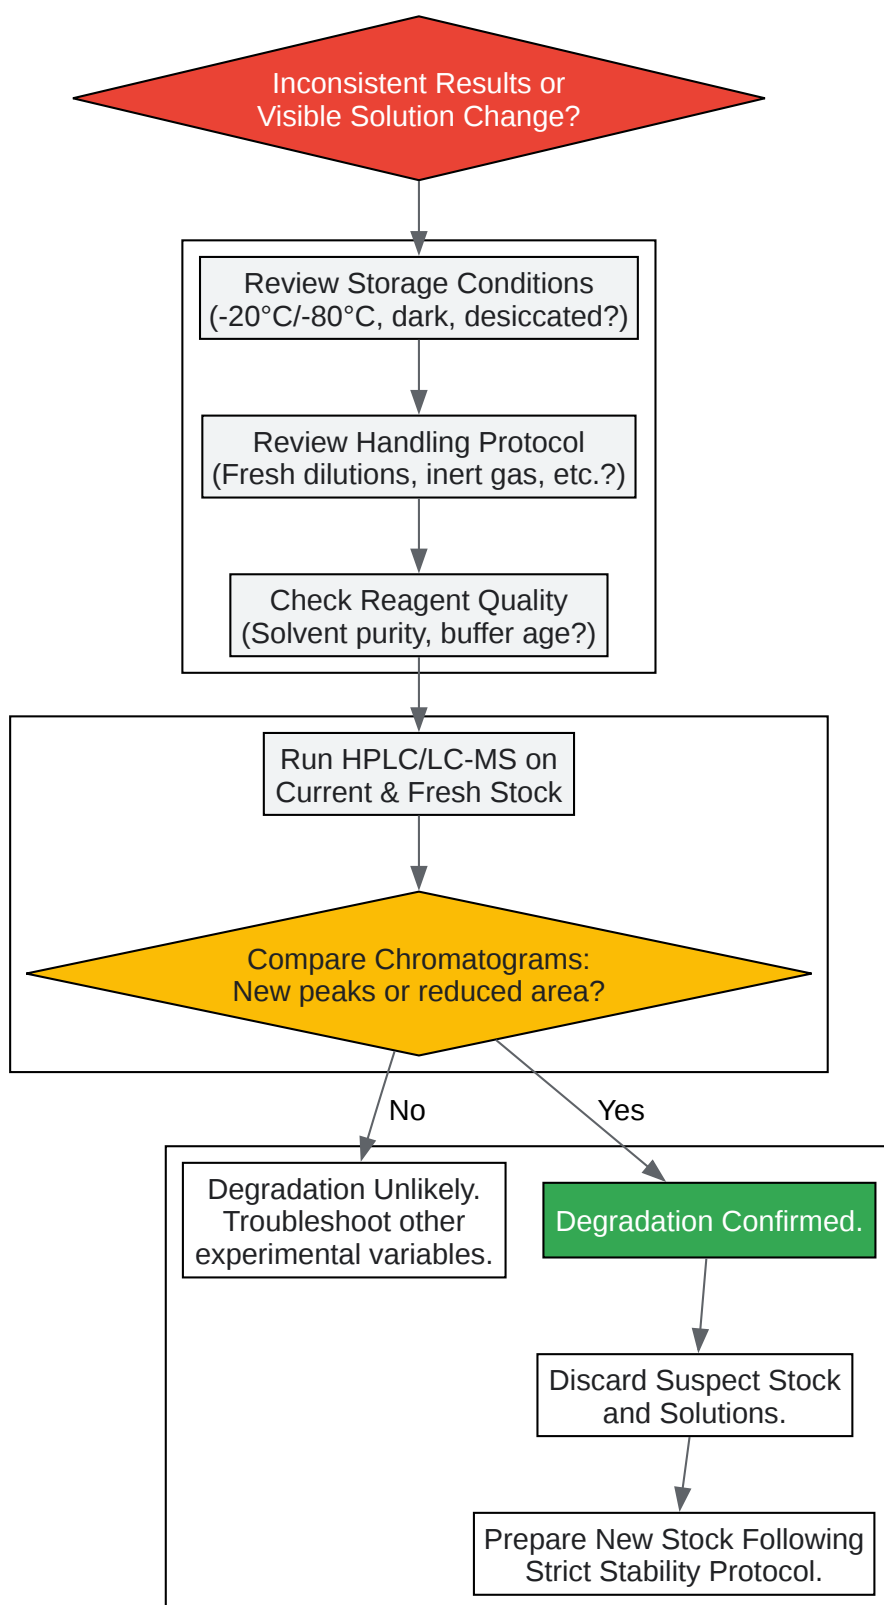 Inconsistent Results or
Visible Solution Change?
Review Storage Conditions
(-20°C/-80°C, dark, desiccated?)
Review Handling Protocol
(Fresh dilutions, inert gas, etc.?)
Check Reagent Quality
(Solvent purity, buffer age?)
Run HPLC/LC-MS on
Current & Fresh Stock
Compare Chromatograms:
New peaks or reduced area?
No
Yes
Degradation Unlikely.
Troubleshoot other
experimental variables.
Degradation Confirmed.
Discard Suspect Stock
and Solutions.
Prepare New Stock Following
Strict Stability Protocol.